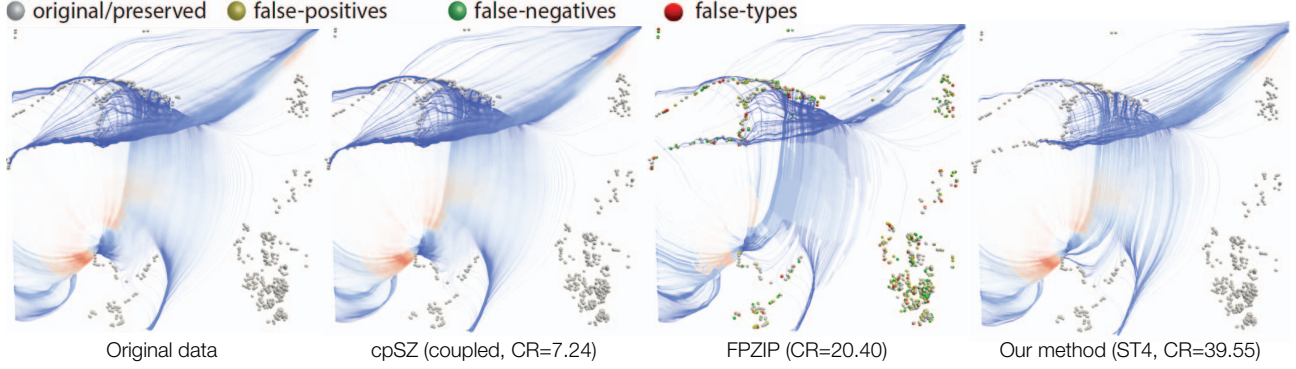 original/preserved false-positives false-negatives false-types
Original data cpSZ (coupled, CR=7.24) FPZIP (CR=20.40) Our method (ST4, CR=39.55)